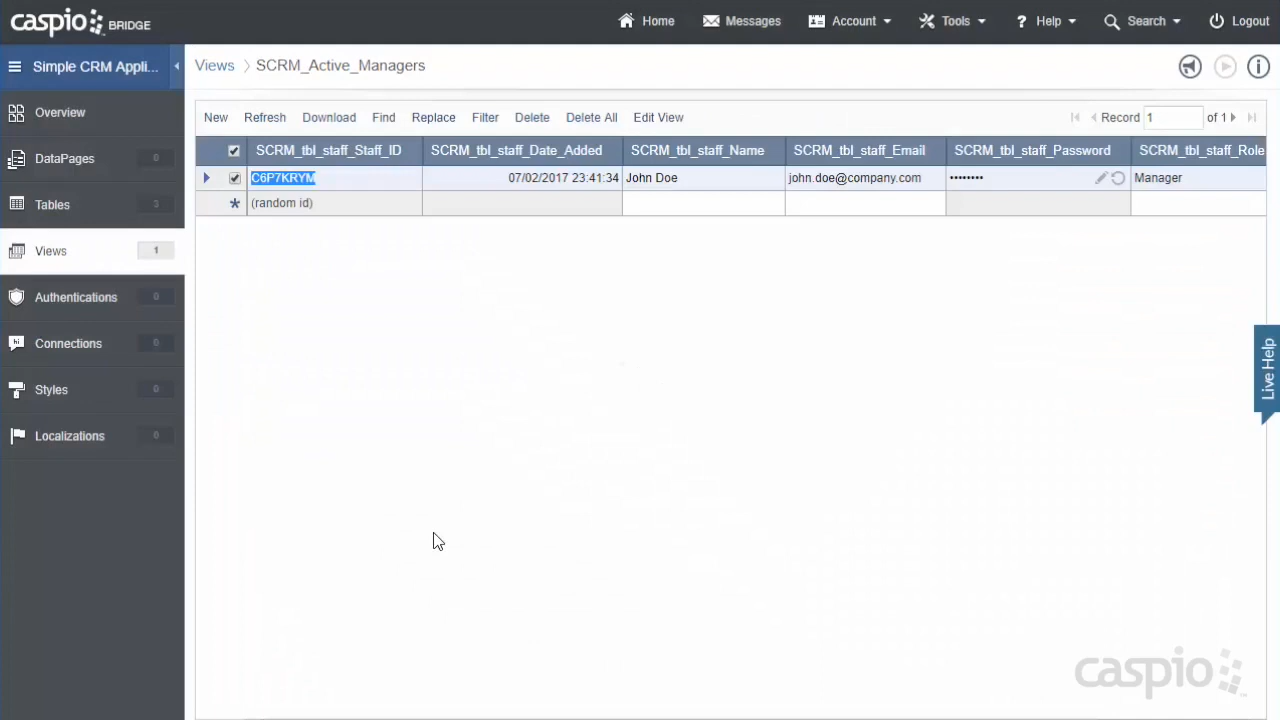 caspio BRIDGE
Home Messages Account Tools ? Help Search Logout
Simple CRM Appli... Views SCRM_Active_Managers
Overview
DataPages 0
Tables 3
Views 1
Authentications 0
Connections 0
Styles 0
Localizations 0
New Refresh Download Find Replace Filter Delete Delete All Edit View Record 1 of 1
SCRM_tbl_staff_Staff_ID SCRM_tbl_staff_Date_Added SCRM_tbl_staff_Name SCRM_tbl_staff_Email SCRM_tbl_staff_Password SCRM_tbl_staff_Role
C6P7KRYM 07/02/2017 23:41:34 John Doe john.doe@company.com •••••••• Manager
* (random id)
Live Help
caspio